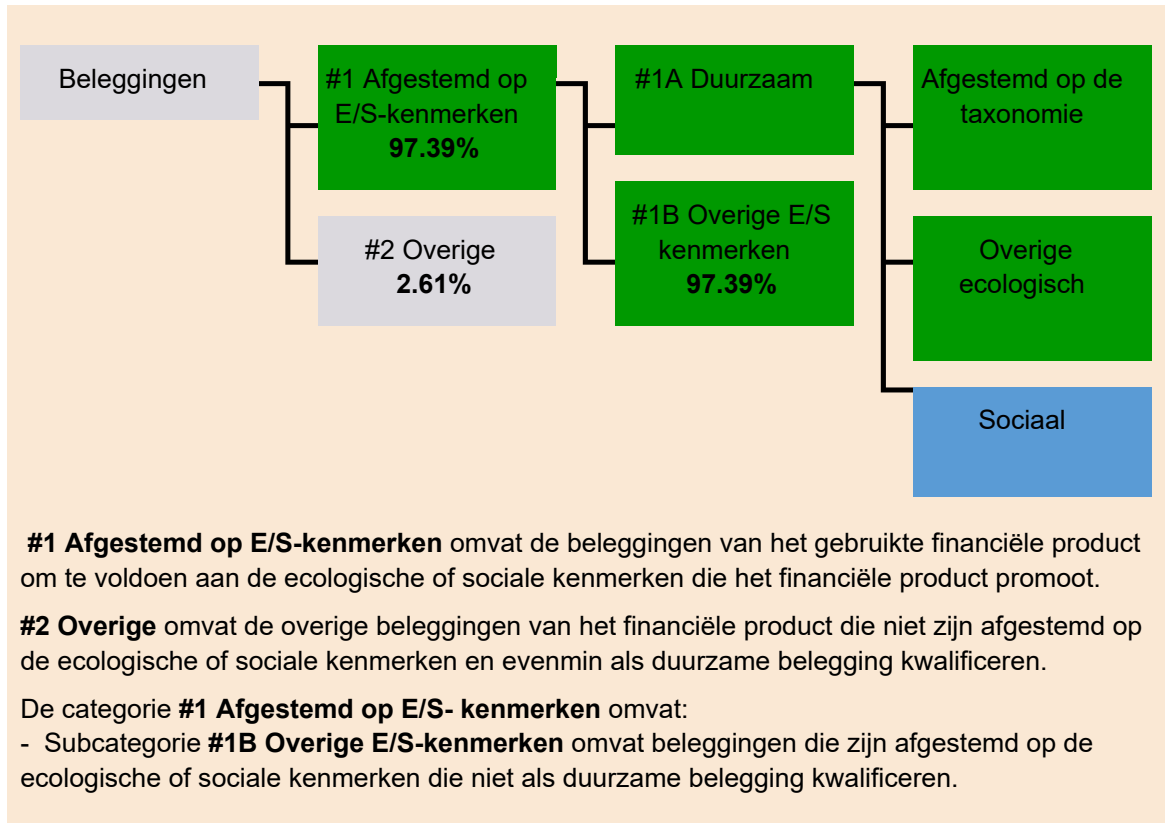 Beleggingen
#1 Afgestemd op
E/S-kenmerken
97.39%
#2 Overige
2.61%
#1A Duurzaam
#1B Overige E/S
kenmerken
97.39%
Afgestemd op de
taxonomie
Overige
ecologisch
Sociaal
#1 Afgestemd op E/S-kenmerken omvat de beleggingen van het gebruikte financiële product
om te voldoen aan de ecologische of sociale kenmerken die het financiële product promoot.
#2 Overige omvat de overige beleggingen van het financiële product die niet zijn afgestemd op
de ecologische of sociale kenmerken en evenmin als duurzame belegging kwalificeren.
De categorie #1 Afgestemd op E/S- kenmerken omvat:
- Subcategorie #1B Overige E/S-kenmerken omvat beleggingen die zijn afgestemd op de
ecologische of sociale kenmerken die niet als duurzame belegging kwalificeren.